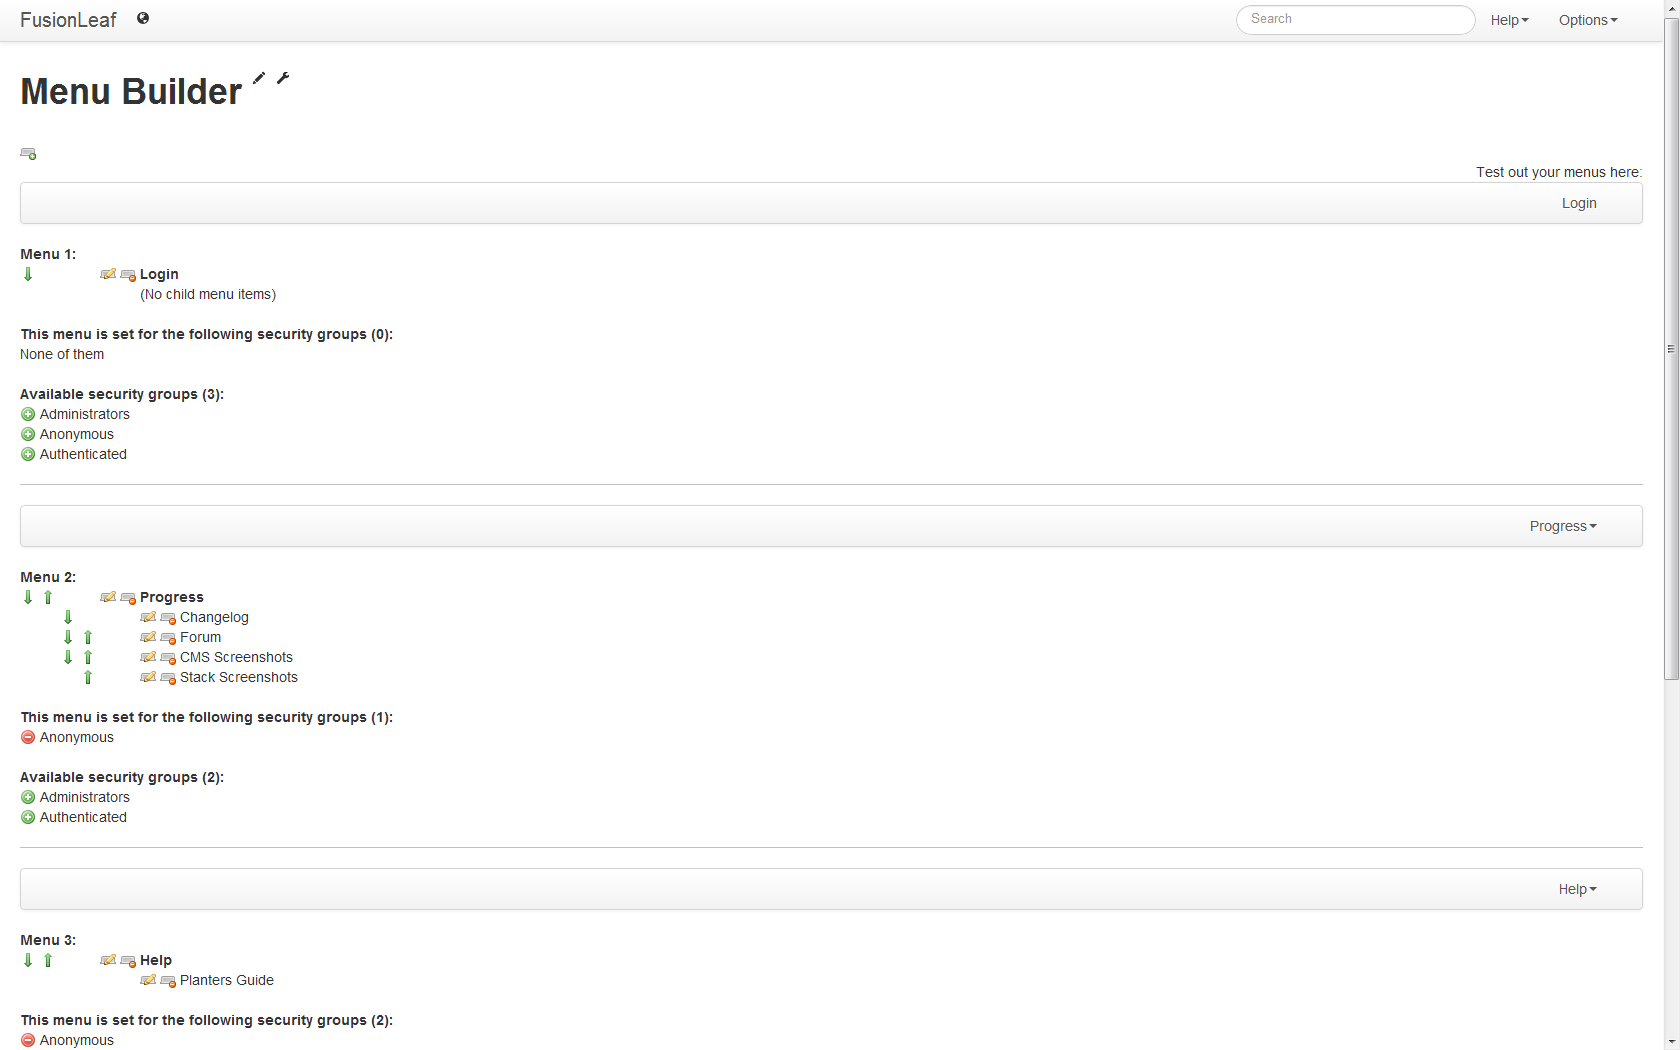 FusionLeaf
Search
Help
Options
Menu Builder
Test out your menus here:
Login
Menu 1:
Login
(No child menu items)
This menu is set for the following security groups (0):
None of them
Available security groups (3):
Administrators
Anonymous
Authenticated
Progress
Menu 2:
Progress
Changelog
Forum
CMS Screenshots
Stack Screenshots
This menu is set for the following security groups (1):
Anonymous
Available security groups (2):
Administrators
Authenticated
Help
Menu 3:
Help
Planters Guide
This menu is set for the following security groups (2):
Anonymous